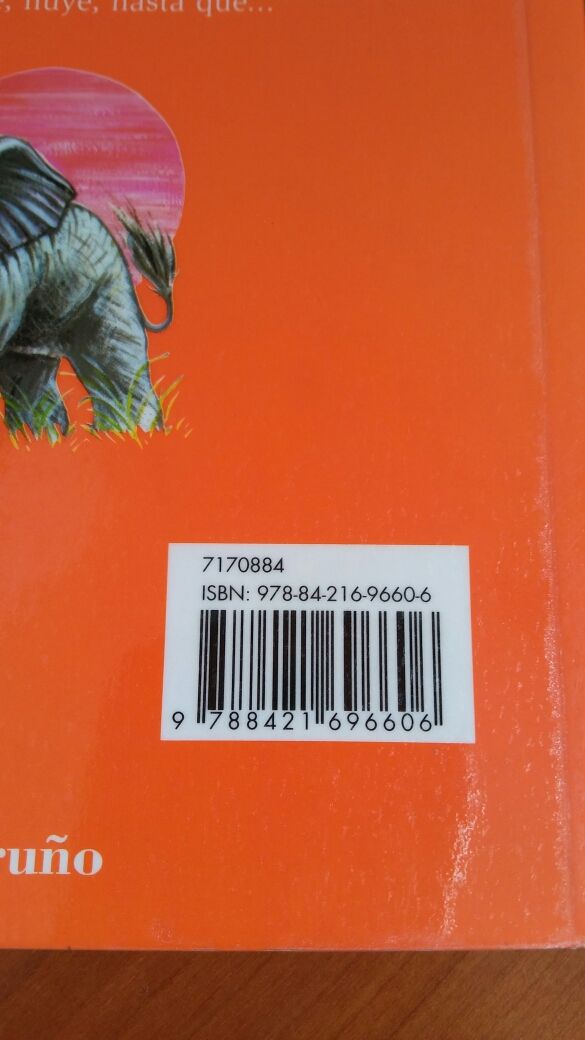 huye, hasta que...
7170884
ISBN: 978-84-216-9660-6
9 788421 696606
ruño